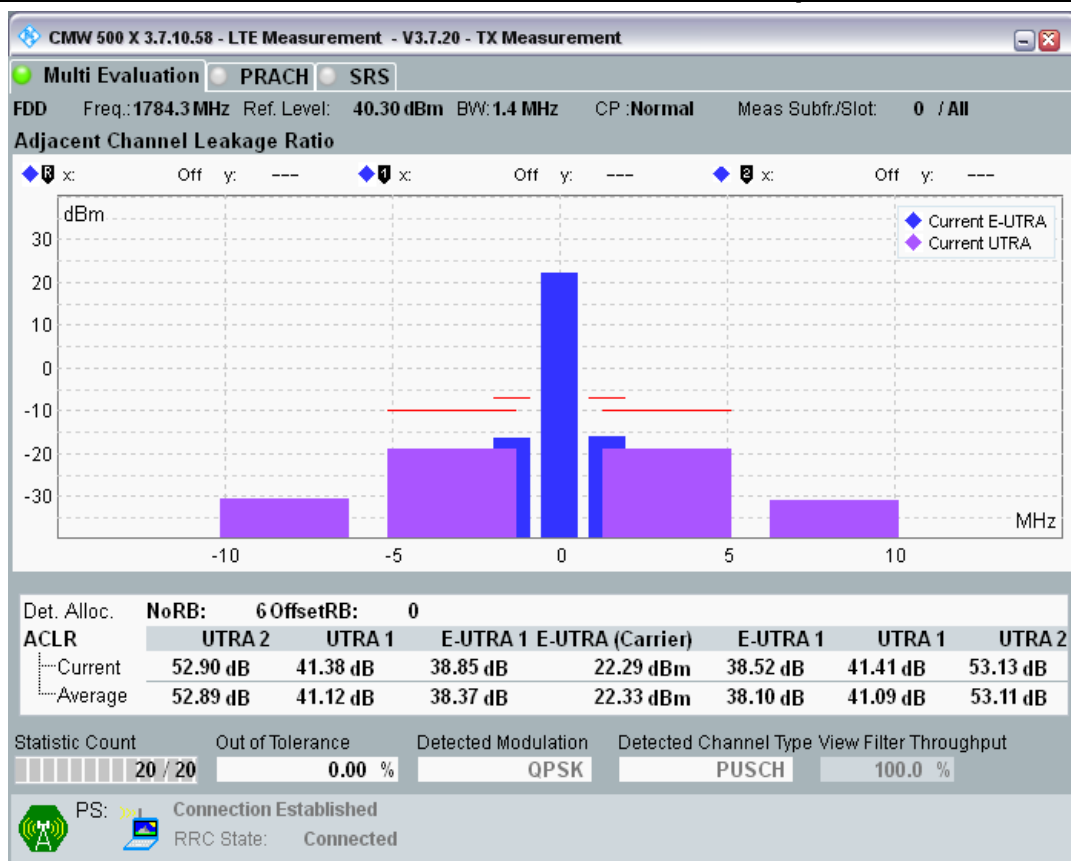 CMW 500 X 3.7.10.58 - LTE Measurement - V3.7.20 - TX Measurement
Multi Evaluation PRACH SRS
FDD Freq.: 1784.3 MHz Ref. Level: 40.30 dBm BW: 1.4 MHz CP : Normal Meas Subfr./Slot: 0 / All
Adjacent Channel Leakage Ratio
R x: Off y: --- 1 x: Off y: --- 2 x: Off y: ---
dBm
Current E-UTRA
Current UTRA
30
20
10
0
-10
-20
-30
MHz
-10 -5 0 5 10
Det. Alloc. NoRB: 6 OffsetRB: 0
ACLR UTRA 2 UTRA 1 E-UTRA 1 E-UTRA (Carrier) E-UTRA 1 UTRA 1 UTRA 2
Current 52.90 dB 41.38 dB 38.85 dB 22.29 dBm 38.52 dB 41.41 dB 53.13 dB
Average 52.89 dB 41.12 dB 38.37 dB 22.33 dBm 38.10 dB 41.09 dB 53.11 dB
Statistic Count Out of Tolerance Detected Modulation Detected Channel Type View Filter Throughput
20 / 20 0.00 % QPSK PUSCH 100.0 %
PS: Connection Established
RRC State: Connected